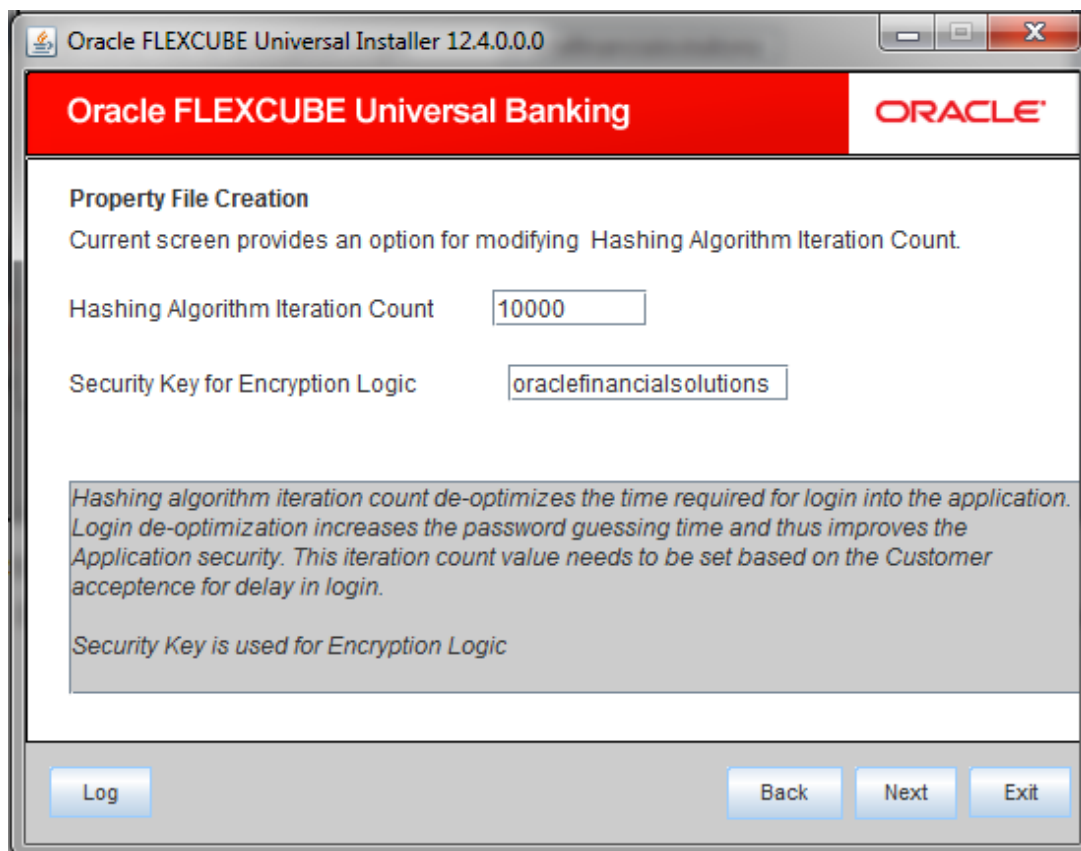 Oracle FLEXCUBE Universal Installer 12.4.0.0.0
Oracle FLEXCUBE Universal Banking
ORACLE
Property File Creation
Current screen provides an option for modifying Hashing Algorithm Iteration Count.
Hashing Algorithm Iteration Count 10000
Security Key for Encryption Logic oraclefinancialsolutions
Hashing algorithm iteration count de-optimizes the time required for login into the application.
Login de-optimization increases the password guessing time and thus improves the
Application security. This iteration count value needs to be set based on the Customer
acceptence for delay in login.
Security Key is used for Encryption Logic
Log Back Next Exit